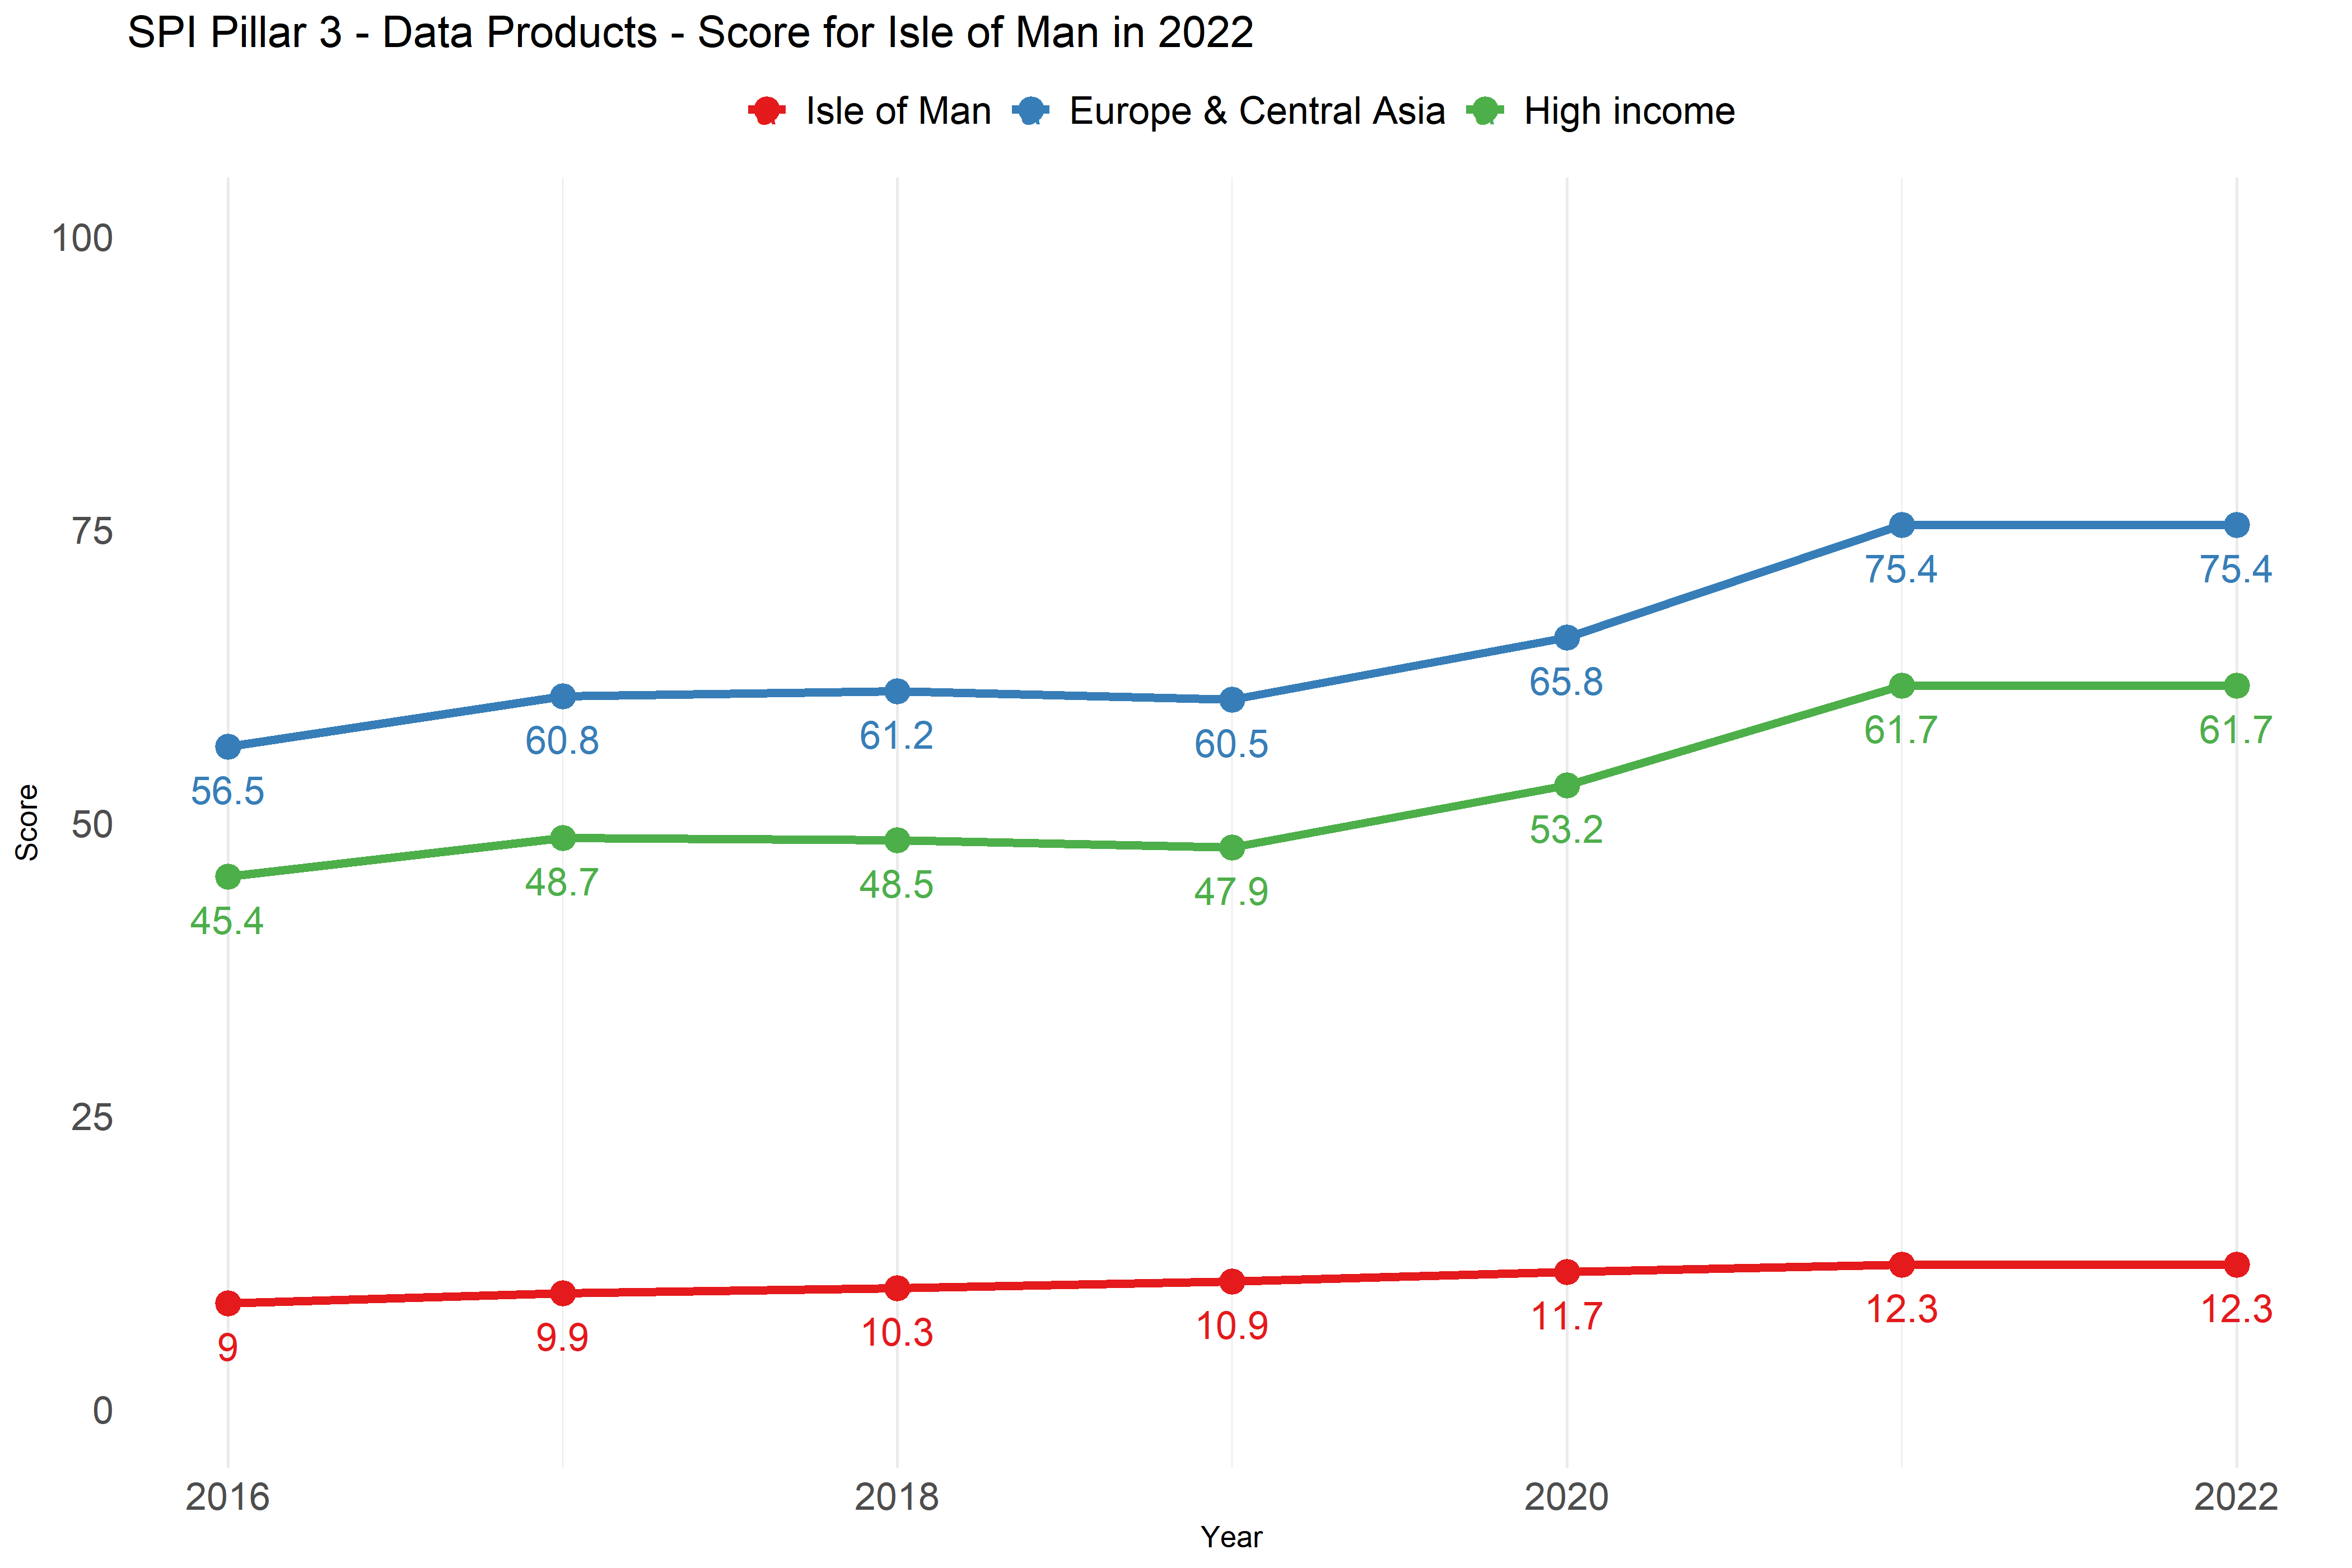 SPI Pillar 3 - Data Products - Score for Isle of Man in 2022
Isle of Man Europe & Central Asia High income
100
75
50
25
0
Score
56.5 60.8 61.2 60.5 65.8 75.4 75.4
45.4 48.7 48.5 47.9 53.2 61.7 61.7
9 9.9 10.3 10.9 11.7 12.3 12.3
2016 2018 2020 2022
Year